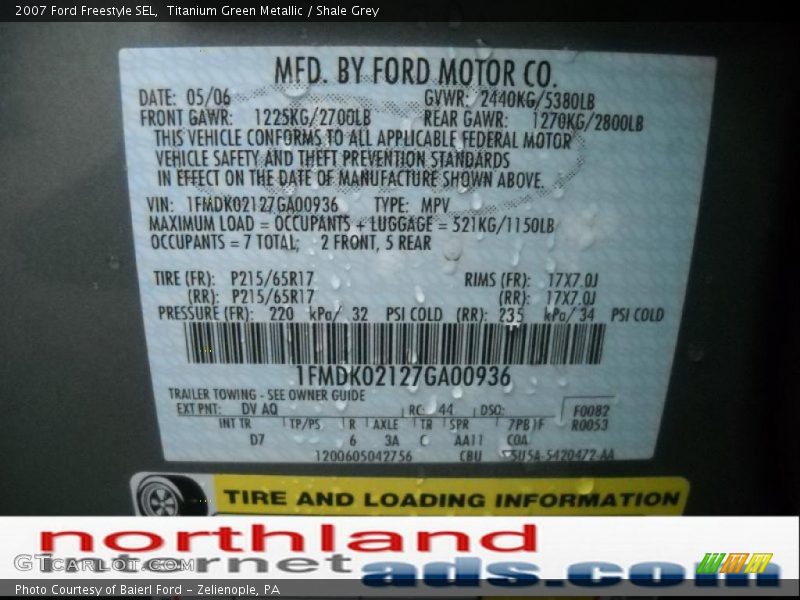 2007 Ford Freestyle SEL, Titanium Green Metallic / Shale Grey
MFD. BY FORD MOTOR CO.
DATE: 05/06 GVWR: 2440KG/5380LB
FRONT GAWR: 1225KG/2700LB REAR GAWR: 1270KG/2800LB
THIS VEHICLE CONFORMS TO ALL APPLICABLE FEDERAL MOTOR
VEHICLE SAFETY AND THEFT PREVENTION STANDARDS
IN EFFECT ON THE DATE OF MANUFACTURE SHOWN ABOVE.
VIN: 1FMDK02127GA00936 TYPE: MPV
MAXIMUM LOAD = OCCUPANTS + LUGGAGE = 521KG/1150LB
OCCUPANTS = 7 TOTAL; 2 FRONT, 5 REAR
TIRE (FR): P215/65R17 RIMS (FR): 17X7.0J
(RR): P215/65R17 (RR): 17X7.0J
PRESSURE (FR): 220 kPa/ 32 PSI COLD (RR): 235 kPa/ 34 PSI COLD
1FMDK02127GA00936
TRAILER TOWING - SEE OWNER GUIDE
EXT PNT: DV AQ RC: 44 DSO: F0082
INT TR TP/PS R AXLE TR SPR R0053
D7 6 3A C AA11 COA
1200605042756 CBU 5U5A-5420472-AA
TIRE AND LOADING INFORMATION
northland
internet
ads.com
GTCARLOT.COM
Photo Courtesy of Baierl Ford – Zelienople, PA